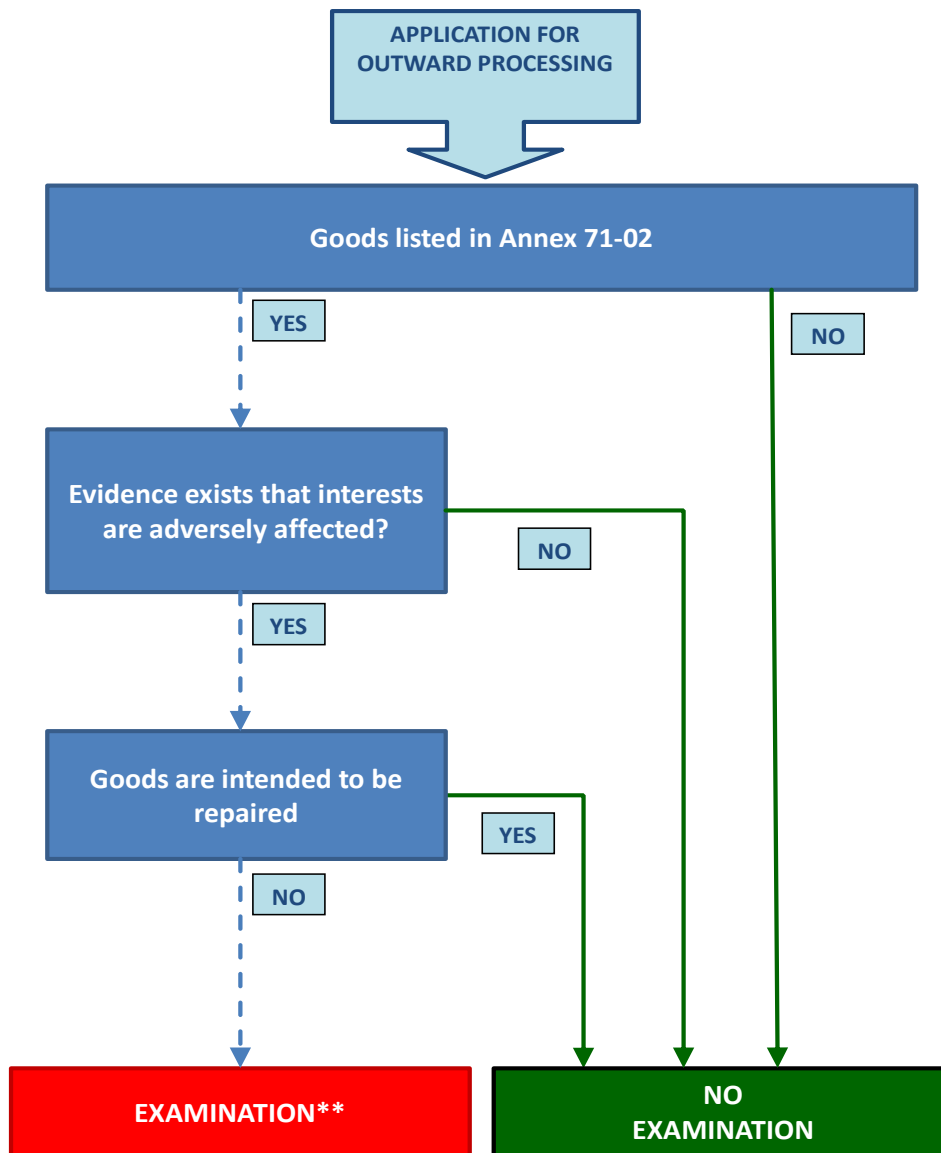 APPLICATION FOR
OUTWARD PROCESSING
Goods listed in Annex 71-02
YES
NO
Evidence exists that interests
are adversely affected?
NO
YES
Goods are intended to be
repaired
YES
NO
EXAMINATION**
NO
EXAMINATION